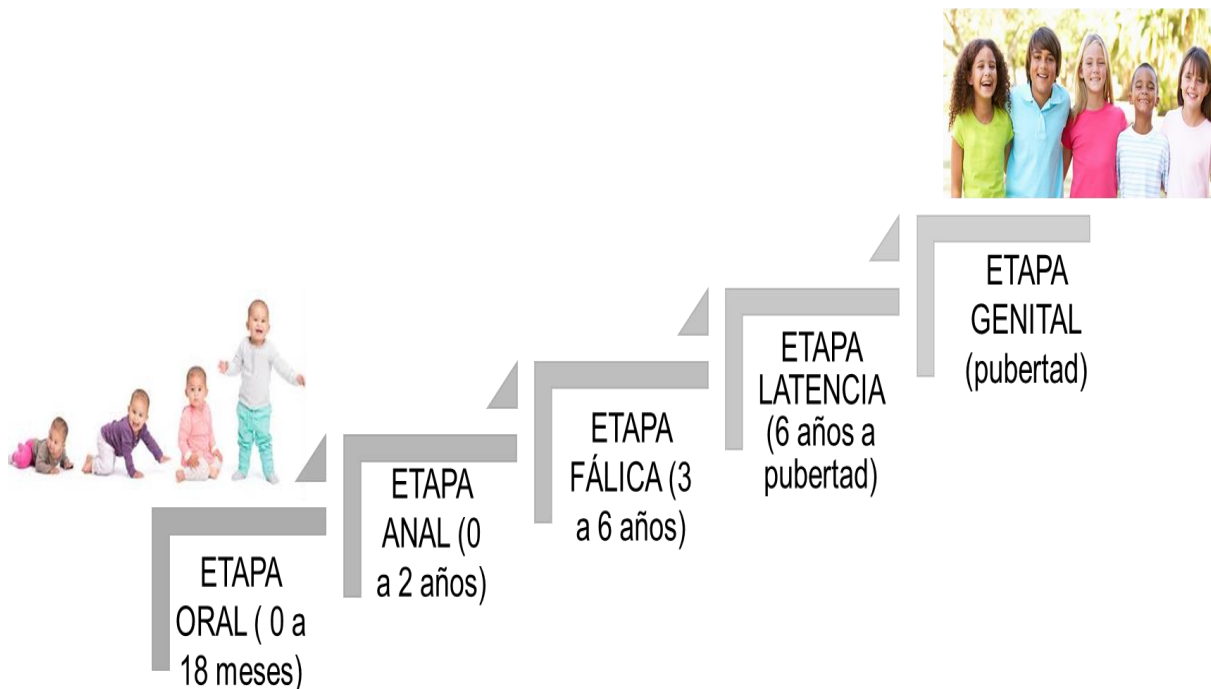 ETAPA
ORAL ( 0 a
18 meses)
ETAPA
ANAL (0
a 2 años)
ETAPA
FÁLICA (3
a 6 años)
ETAPA
LATENCIA
(6 años a
pubertad)
ETAPA
GENITAL
(pubertad)